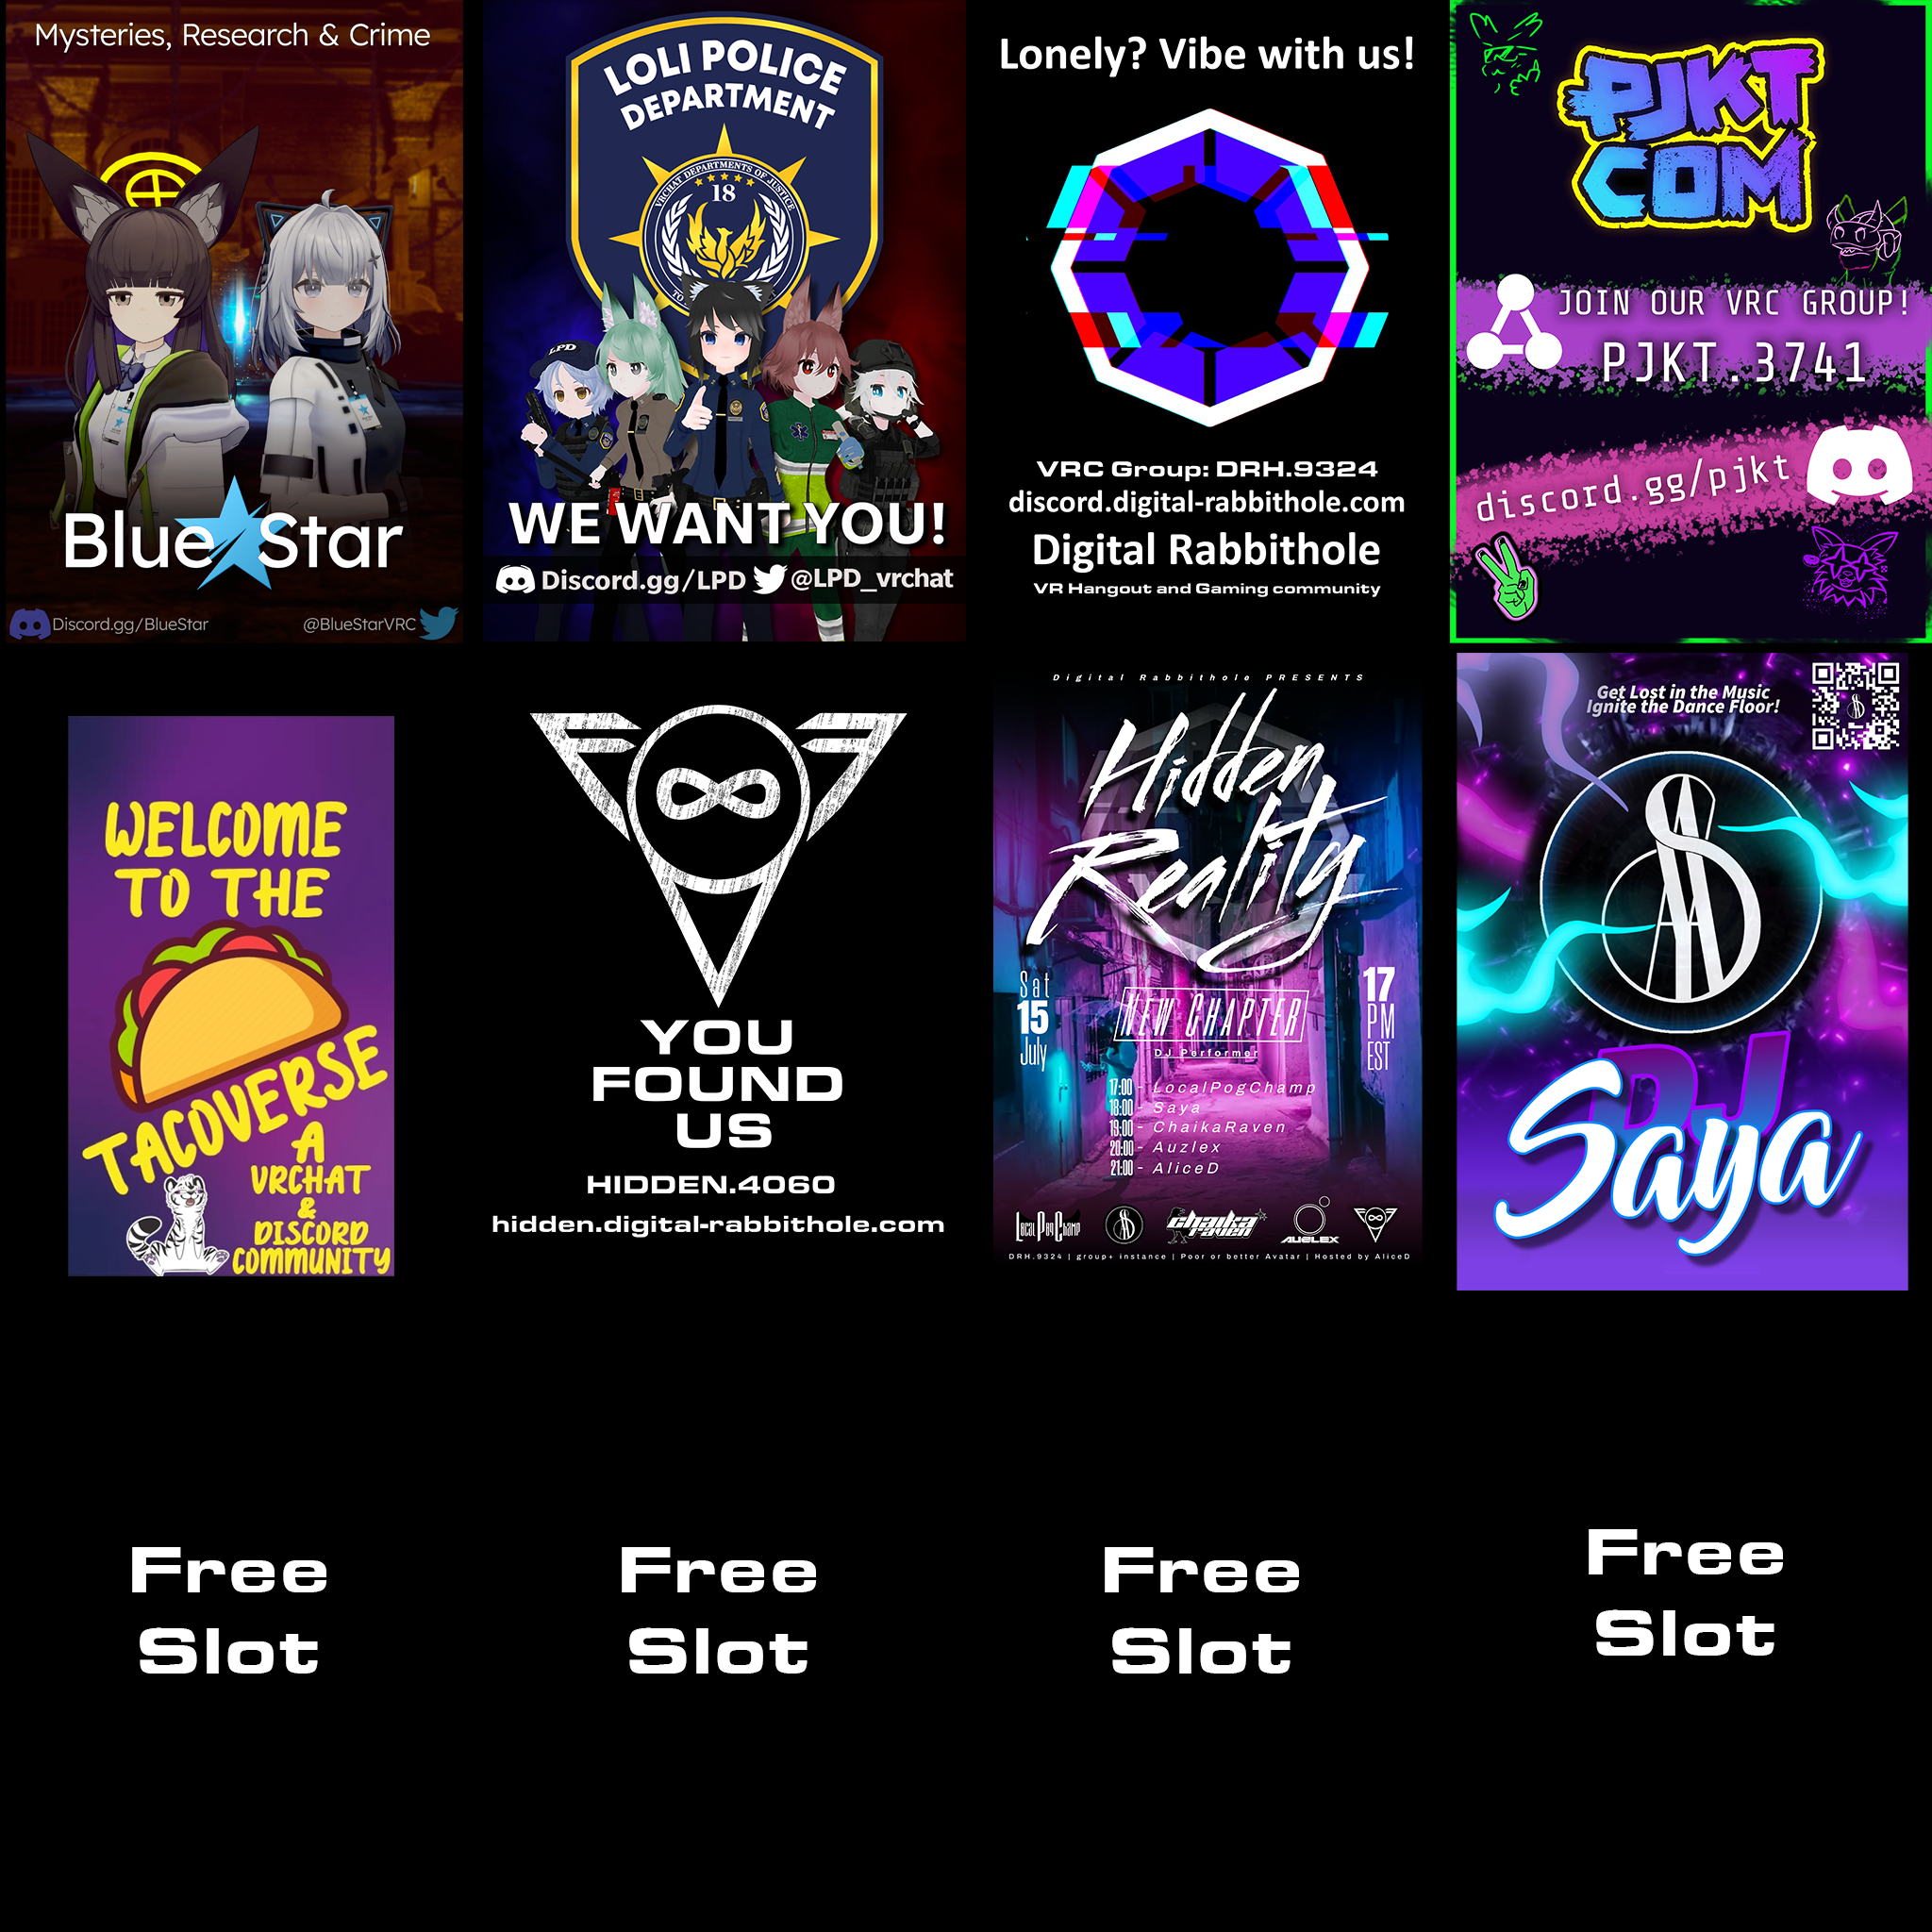 Mysteries, Research & Crime
Blue Star
Discord.gg/BlueStar
@BlueStarVRC
LOLI POLICE
DEPARTMENT
VRCHAT DEPARTMENTS OF JUSTICE
18
LPD
WE WANT YOU!
Discord.gg/LPD @LPD_vrchat
Lonely? Vibe with us!
VRC Group: DRH.9324
discord.digital-rabbithole.com
Digital Rabbithole
VR Hangout and Gaming community
PJKT
COM
JOIN OUR VRC GROUP!
PJKT.3741
discord.gg/pjkt
WELCOME
TO THE
TACOVERSE
A
VRCHAT
&
DISCORD
COMMUNITY
YOU
FOUND
US
HIDDEN.4060
hidden.digital-rabbithole.com
Digital Rabbithole PRESENTS
Hidden
Reality
Sat
15
July
17
PM
EST
NEW CHAPTER
DJ Performer
17:00 - LocalPogChamp
18:00 - Saya
19:00 - ChaikaRaven
20:00 - Auzlex
21:00 - AliceD
Local Pog Champ
chaika
raven
AUZLEX
DRH.9324 | group+ instance | Poor or better Avatar | Hosted by AliceD
Get Lost in the Music
Ignite the Dance Floor!
DJ
Saya
Free
Slot
Free
Slot
Free
Slot
Free
Slot